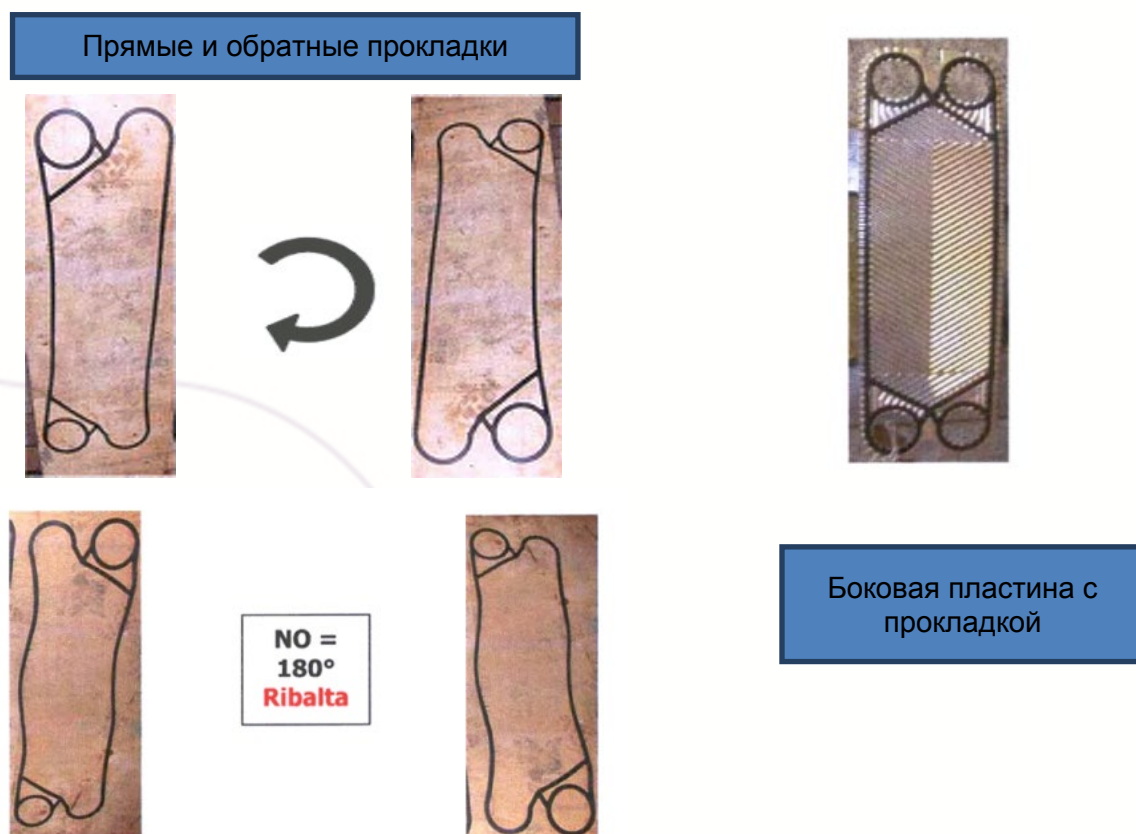 Прямые и обратные прокладки
NO =
180°
Ribalta
Боковая пластина с
прокладкой